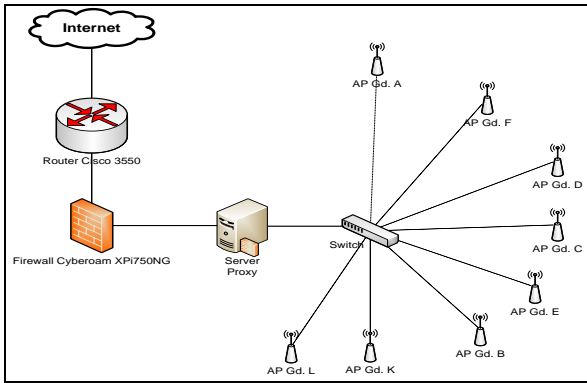 Internet
AP Gd. A
AP Gd. F
Router Cisco 3550
AP Gd. D
AP Gd. C
Switch
Firewall Cyberoam XPi750NG
Server
Proxy
AP Gd. E
AP Gd. B
AP Gd. L
AP Gd. K